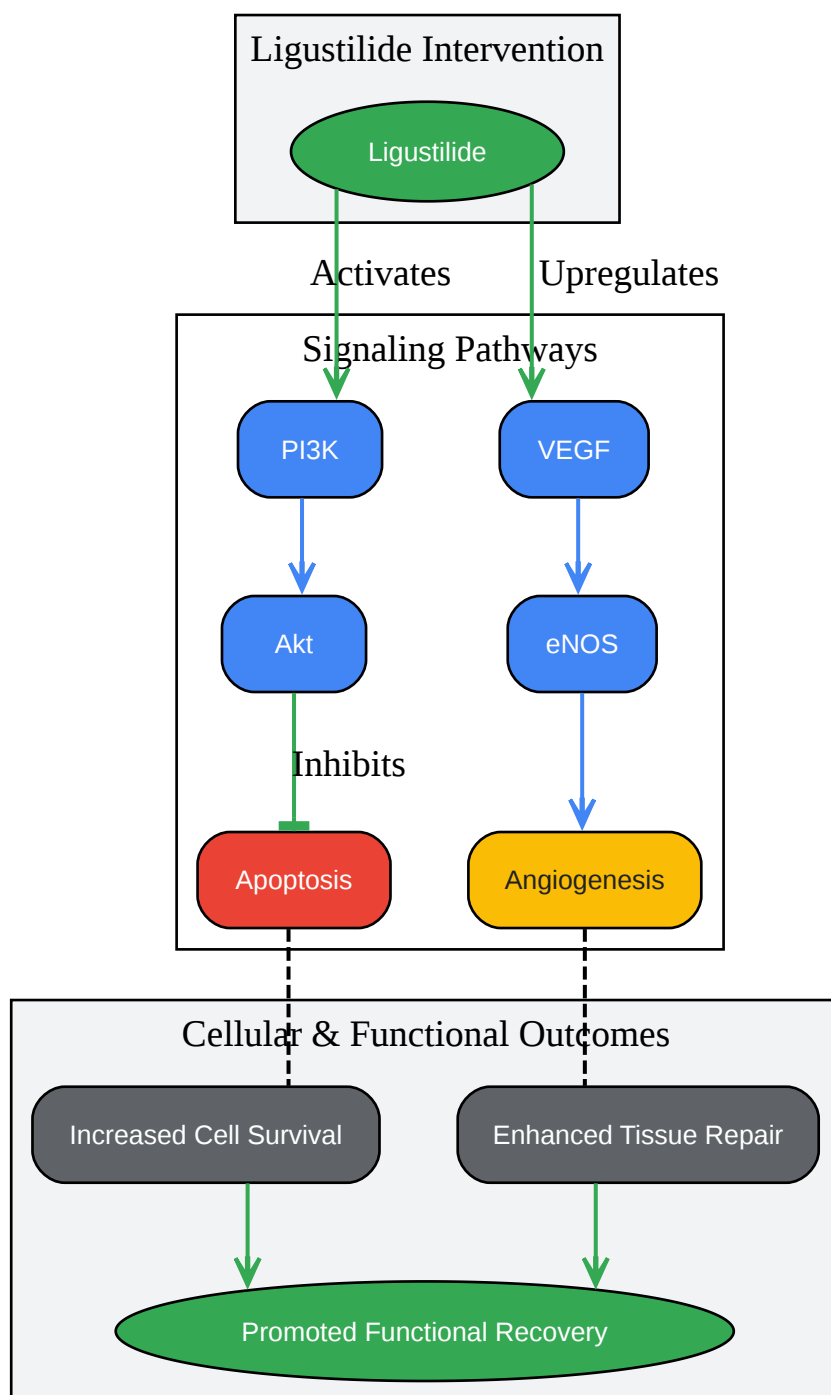 Ligustilide Intervention
Ligustilide
Activates
Upregulates
Signaling Pathways
PI3K
VEGF
Akt
eNOS
Inhibits
Apoptosis
Angiogenesis
Cellular & Functional Outcomes
Increased Cell Survival
Enhanced Tissue Repair
Promoted Functional Recovery